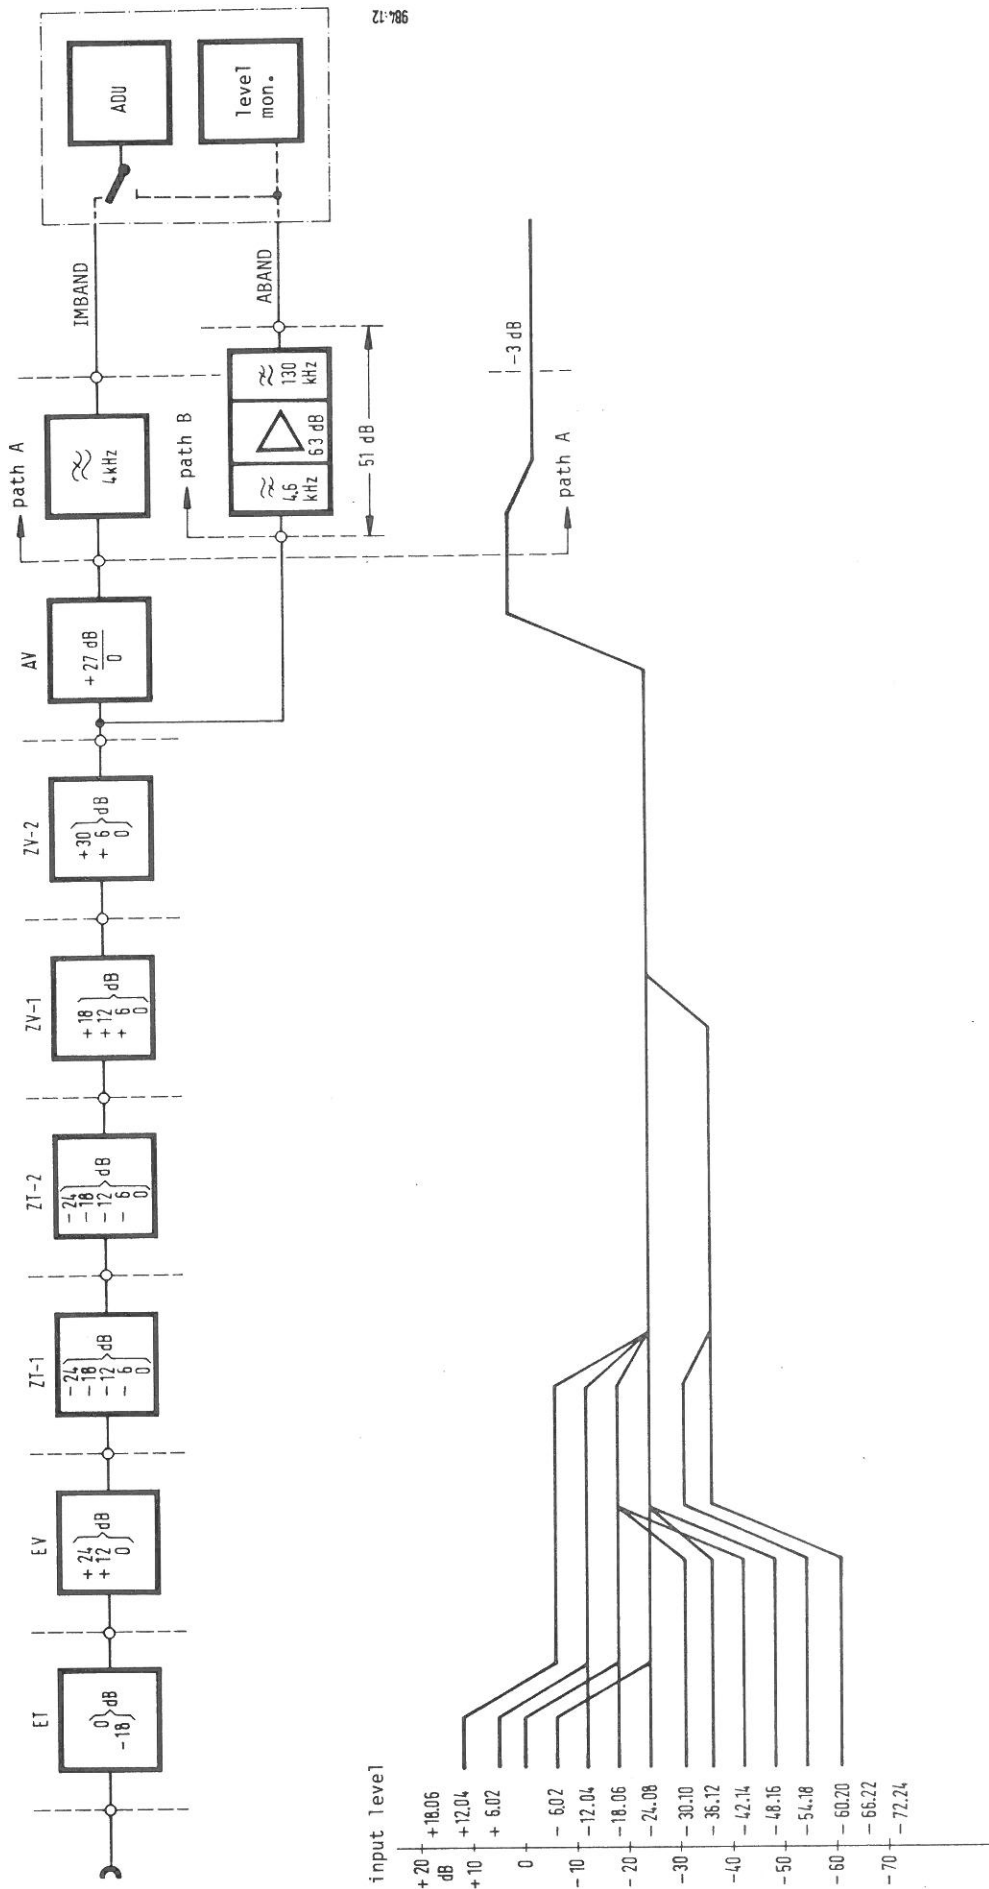 ET
0
-18 } dB
EV
+ 24
+ 12
0 } dB
ZT-1
- 24
- 18
- 12
- 6
0 } dB
ZT-2
- 24
- 18
- 12
- 6
0 } dB
ZV-1
+ 18
+ 12
+ 6
0 } dB
ZV-2
+30
+ 6
0 } dB
AV
+27 dB
0
path A
4kHz
IMBAND
ADU
path B
4.6 kHz
63 dB
130 kHz
51 dB
ABAND
level mon.
984.12
path A
-3 dB
input level
+20
dB
+10
0
-10
-20
-30
-40
-50
-60
-70
+18.06
+12.04
+ 6.02
- 6.02
-12.04
-18.06
-24.08
-30.10
-36.12
-42.14
-48.16
-54.18
-60.20
-66.22
-72.24